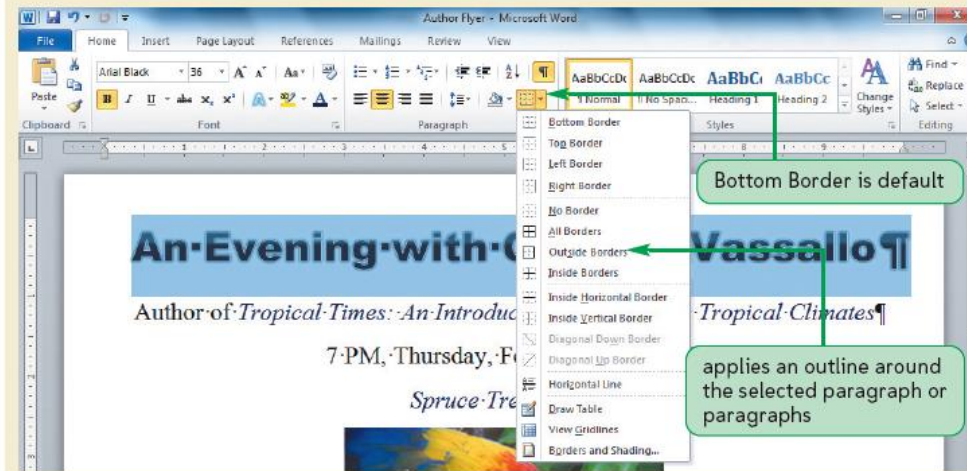 Author Flyer - Microsoft Word
File Home Insert Page Layout References Mailings Review View
Arial Black 36 Aa
Find
Replace
Select
Paste
B I U abc x₂ x² A
AaBbCcDc AaBbCcDc AaBbC AaBbCc
¶ Normal ¶ No Spaci... Heading 1 Heading 2
Change Styles
Clipboard Font Paragraph Styles Editing
Bottom Border
Top Border
Left Border
Right Border
No Border
All Borders
Outside Borders
Inside Borders
Inside Horizontal Border
Inside Vertical Border
Diagonal Down Border
Diagonal Up Border
Horizontal Line
Draw Table
View Gridlines
Borders and Shading...
Bottom Border is default
applies an outline around
the selected paragraph or
paragraphs
An·Evening·with· Vassallo¶
Author·of·Tropical·Times:·An·Introduc Tropical·Climates¶
7·PM,·Thursday,·F
Spruce·Tre